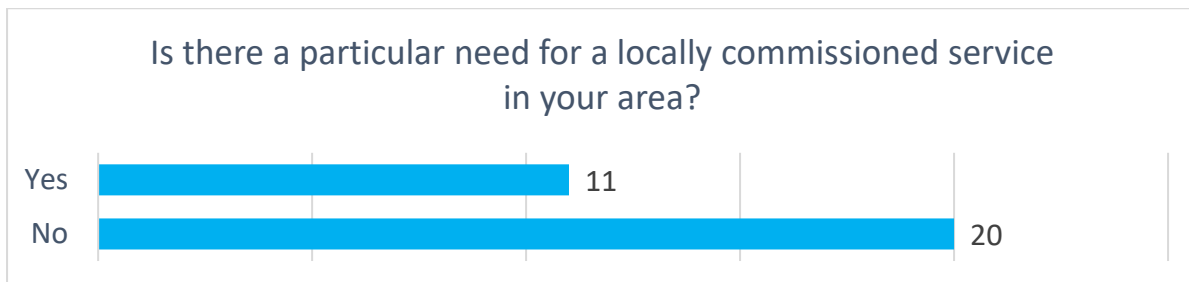 Is there a particular need for a locally commissioned service
in your area?
Yes 11
No 20